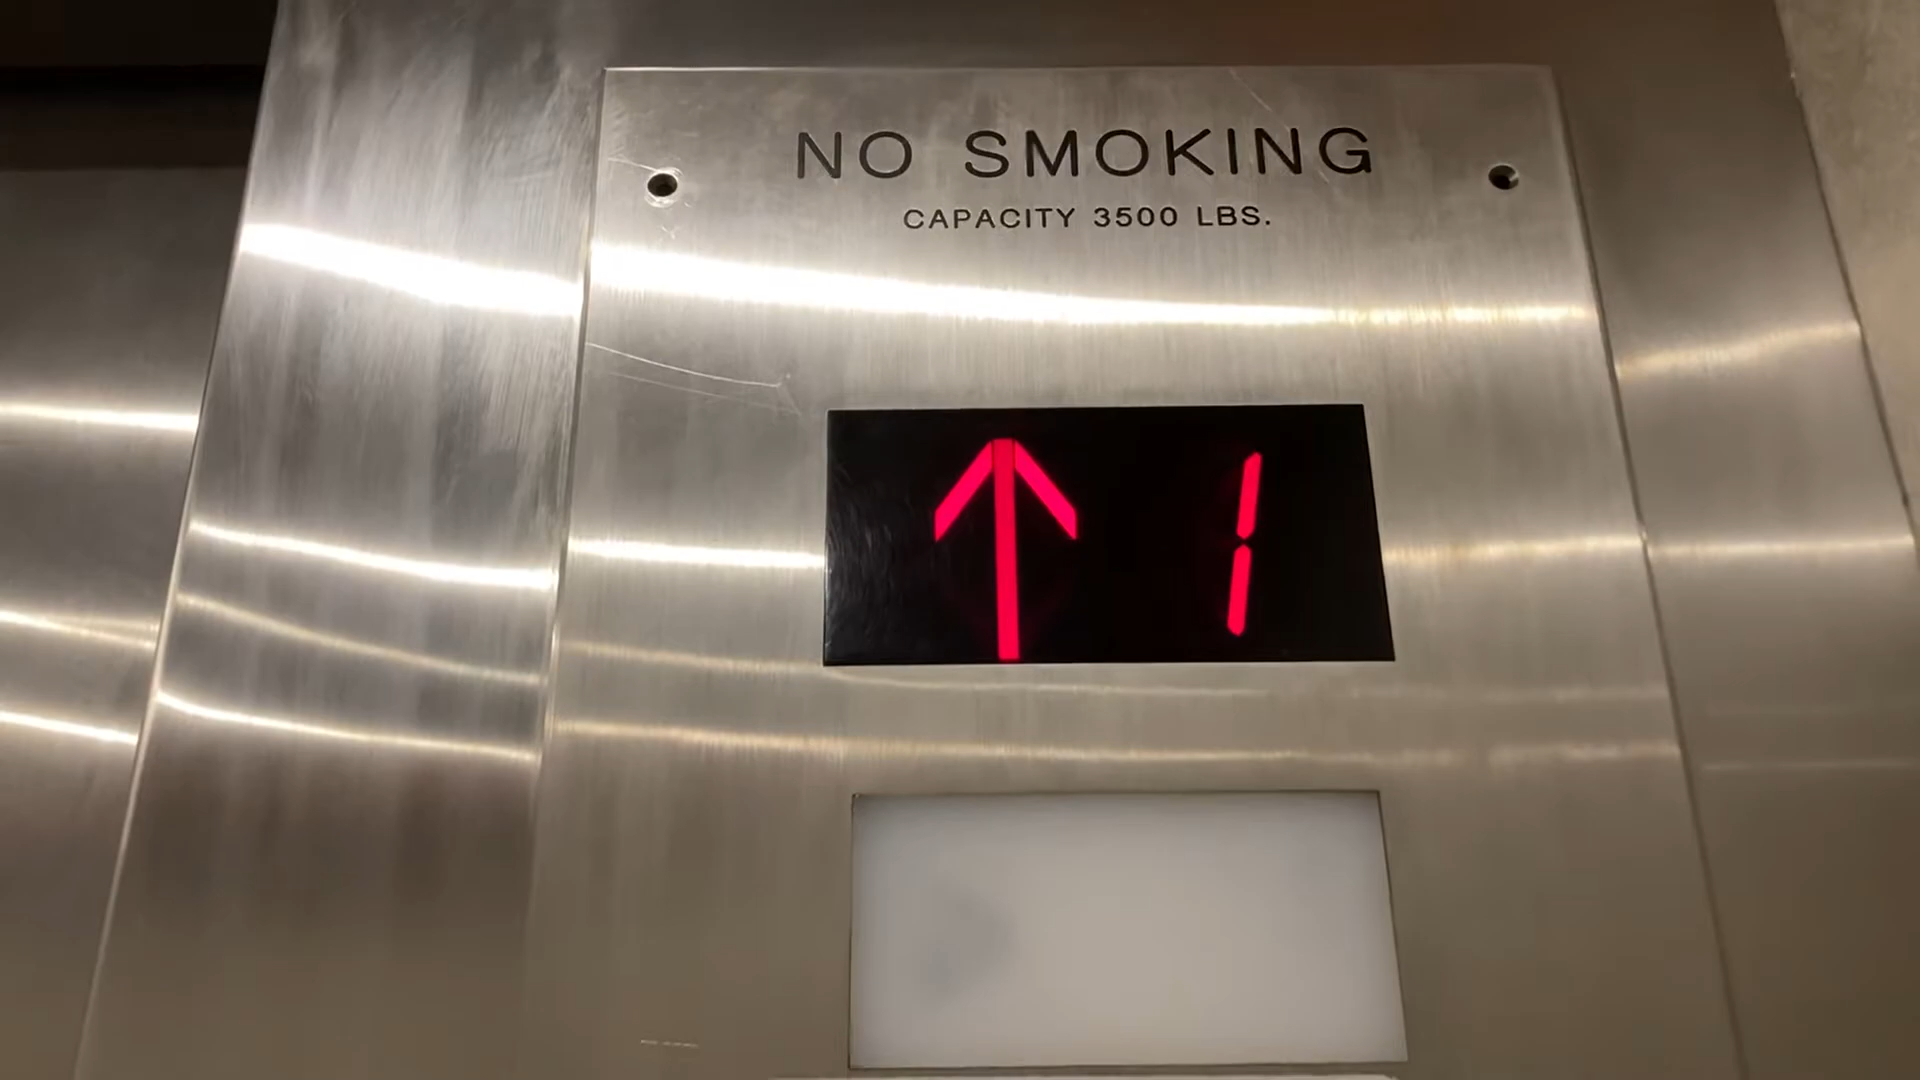 NO SMOKING
CAPACITY 3500 LBS.
↑ 1